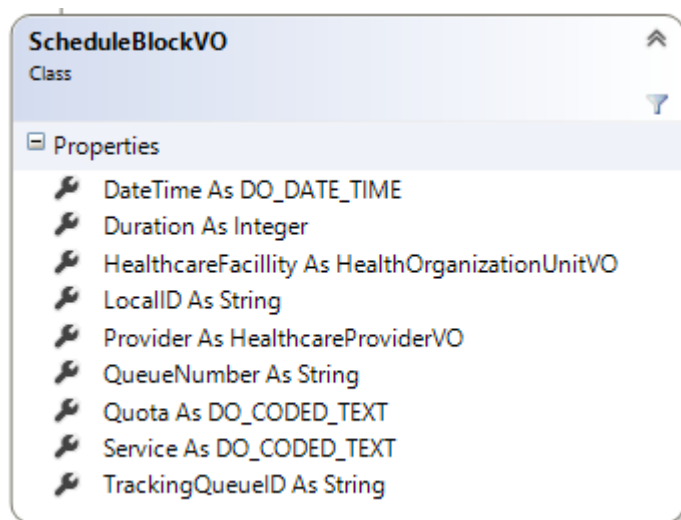 ScheduleBlockVO
Class
Properties
DateTime As DO_DATE_TIME
Duration As Integer
HealthcareFacillity As HealthOrganizationUnitVO
LocalID As String
Provider As HealthcareProviderVO
QueueNumber As String
Quota As DO_CODED_TEXT
Service As DO_CODED_TEXT
TrackingQueueID As String